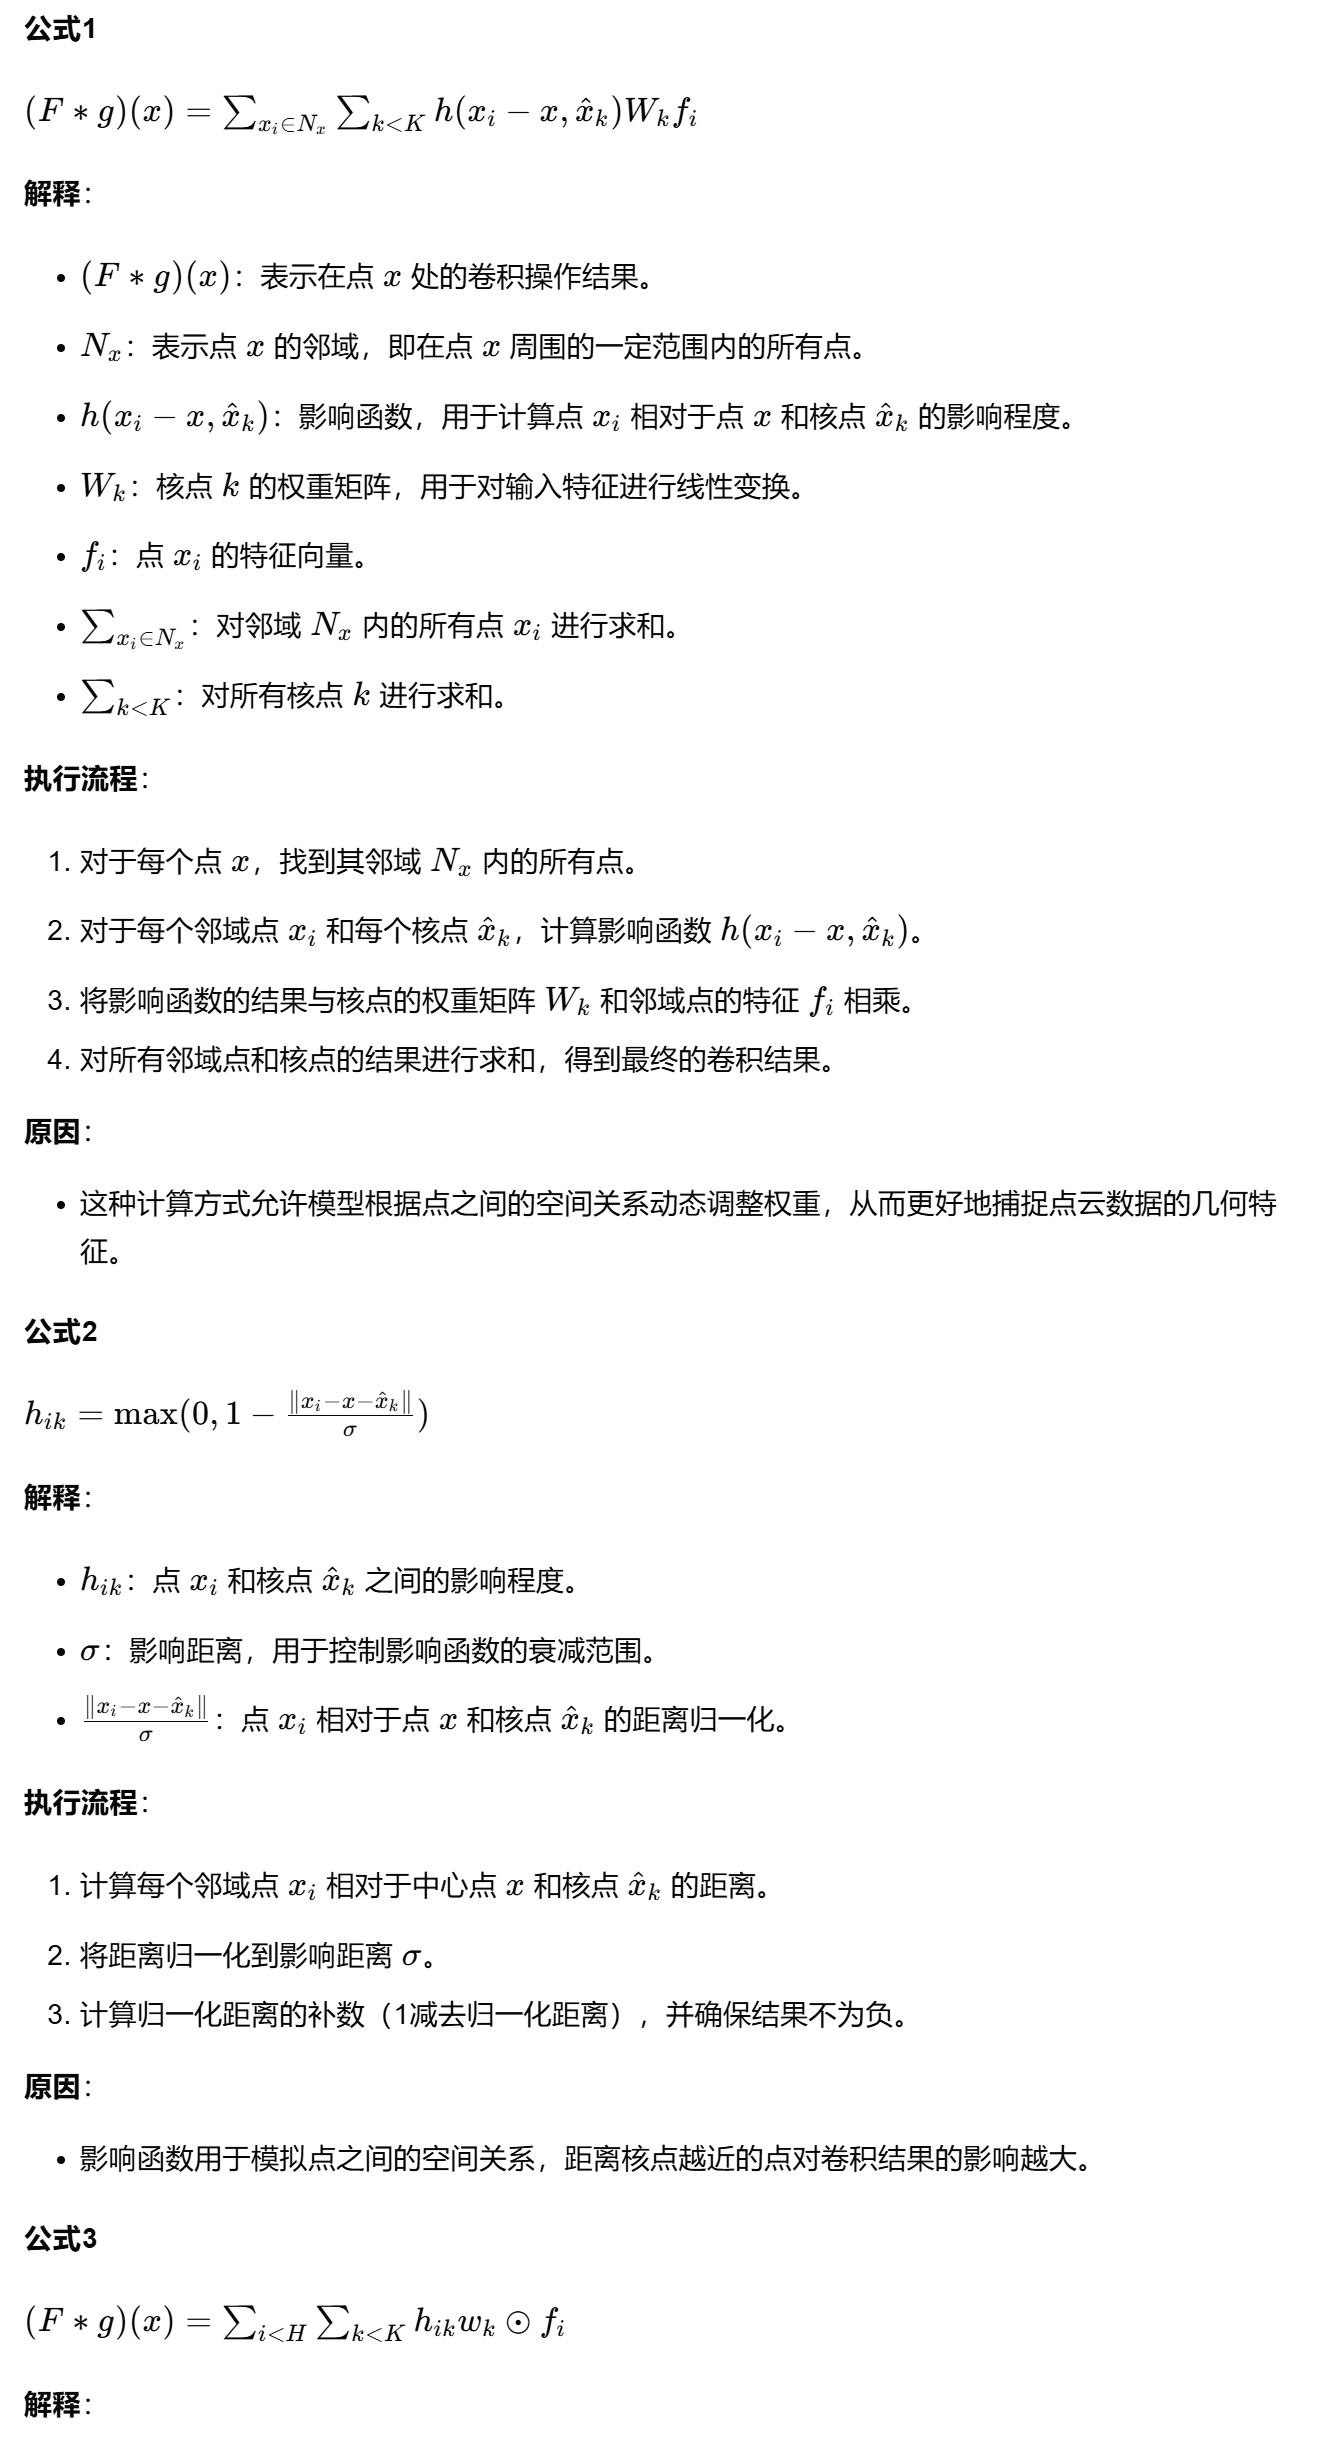 公式1
$(F * g)(x) = \sum_{x_i \in N_x} \sum_{k<K} h(x_i - x, \hat{x}_k) W_k f_i$
解释：
• $(F * g)(x)$：表示在点 $x$ 处的卷积操作结果。
• $N_x$：表示点 $x$ 的邻域，即在点 $x$ 周围的一定范围内的所有点。
• $h(x_i - x, \hat{x}_k)$：影响函数，用于计算点 $x_i$ 相对于点 $x$ 和核点 $\hat{x}_k$ 的影响程度。
• $W_k$：核点 $k$ 的权重矩阵，用于对输入特征进行线性变换。
• $f_i$：点 $x_i$ 的特征向量。
• $\sum_{x_i \in N_x}$：对邻域 $N_x$ 内的所有点 $x_i$ 进行求和。
• $\sum_{k<K}$：对所有核点 $k$ 进行求和。
执行流程：
1. 对于每个点 $x$，找到其邻域 $N_x$ 内的所有点。
2. 对于每个邻域点 $x_i$ 和每个核点 $\hat{x}_k$，计算影响函数 $h(x_i - x, \hat{x}_k)$。
3. 将影响函数的结果与核点的权重矩阵 $W_k$ 和邻域点的特征 $f_i$ 相乘。
4. 对所有邻域点和核点的结果进行求和，得到最终的卷积结果。
原因：
• 这种计算方式允许模型根据点之间的空间关系动态调整权重，从而更好地捕捉点云数据的几何特
征。
公式2
$h_{ik} = \max(0, 1 - \frac{\|x_i - x - \hat{x}_k\|}{\sigma})$
解释：
• $h_{ik}$：点 $x_i$ 和核点 $\hat{x}_k$ 之间的影响程度。
• $\sigma$：影响距离，用于控制影响函数的衰减范围。
• $\frac{\|x_i - x - \hat{x}_k\|}{\sigma}$：点 $x_i$ 相对于点 $x$ 和核点 $\hat{x}_k$ 的距离归一化。
执行流程：
1. 计算每个邻域点 $x_i$ 相对于中心点 $x$ 和核点 $\hat{x}_k$ 的距离。
2. 将距离归一化到影响距离 $\sigma$。
3. 计算归一化距离的补数（1减去归一化距离），并确保结果不为负。
原因：
• 影响函数用于模拟点之间的空间关系，距离核点越近的点对卷积结果的影响越大。
公式3
$(F * g)(x) = \sum_{i<H} \sum_{k<K} h_{ik} w_k \odot f_i$
解释：